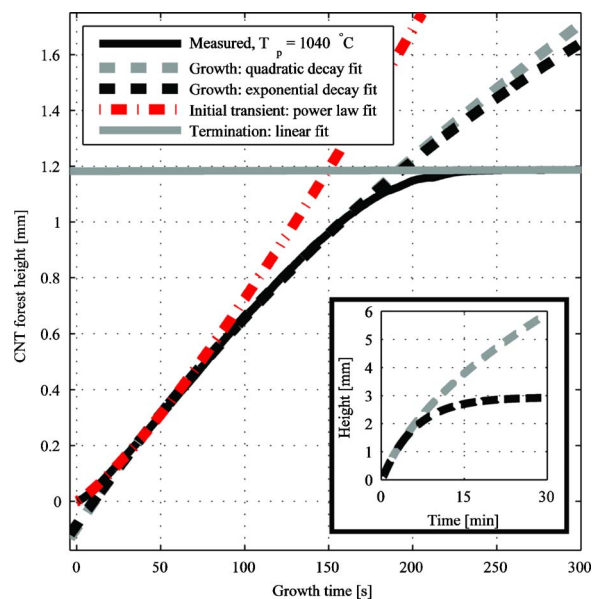 Measured, T p = 1040 °C
Growth: quadratic decay fit
Growth: exponential decay fit
Initial transient: power law fit
Termination: linear fit
1.6
1.4
1.2
1
0.8
0.6
0.4
0.2
0
CNT forest height [mm]
0 50 100 150 200 250 300
Growth time [s]
6
5
4
3
2
1
0
Height [mm]
0 15 30
Time [min]